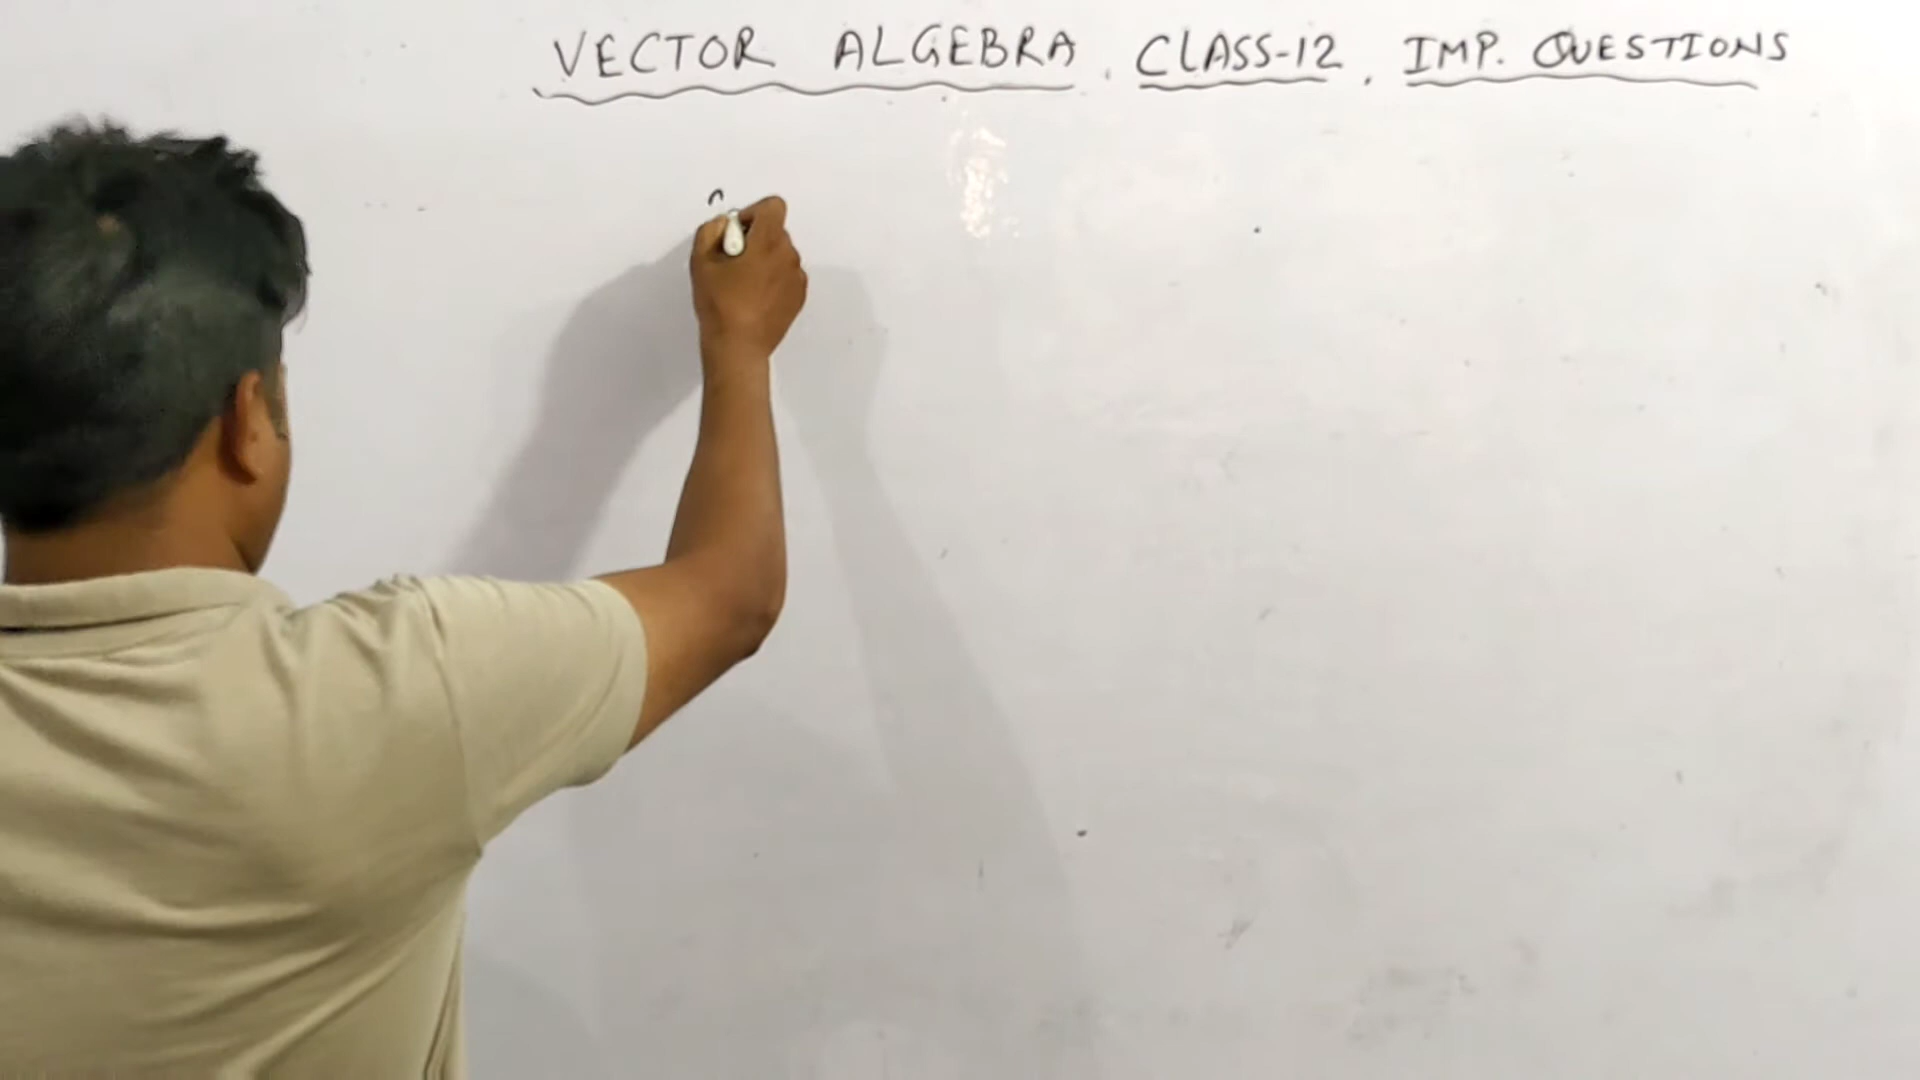 VECTOR ALGEBRA, CLASS-12, IMP. QUESTIONS